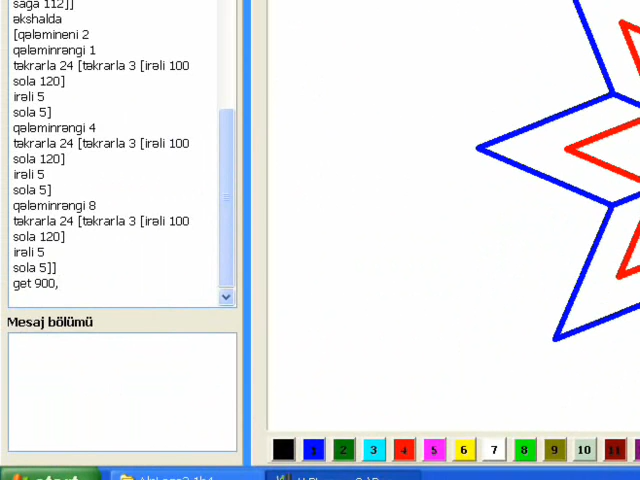 saga 112]]
əkshalda
[qələmineni 2
qələminrəngi 1
təkrarla 24 [təkrarla 3 [irəli 100
sola 120]
irəli 5
sola 5]
qələminrəngi 4
təkrarla 24 [təkrarla 3 [irəli 100
sola 120]
irəli 5
sola 5]
qələminrəngi 8
təkrarla 24 [təkrarla 3 [irəli 100
sola 120]
irəli 5
sola 5]]
get 900,
Mesaj bölümü
1 2 3 4 5 6 7 8 9 10 11
start